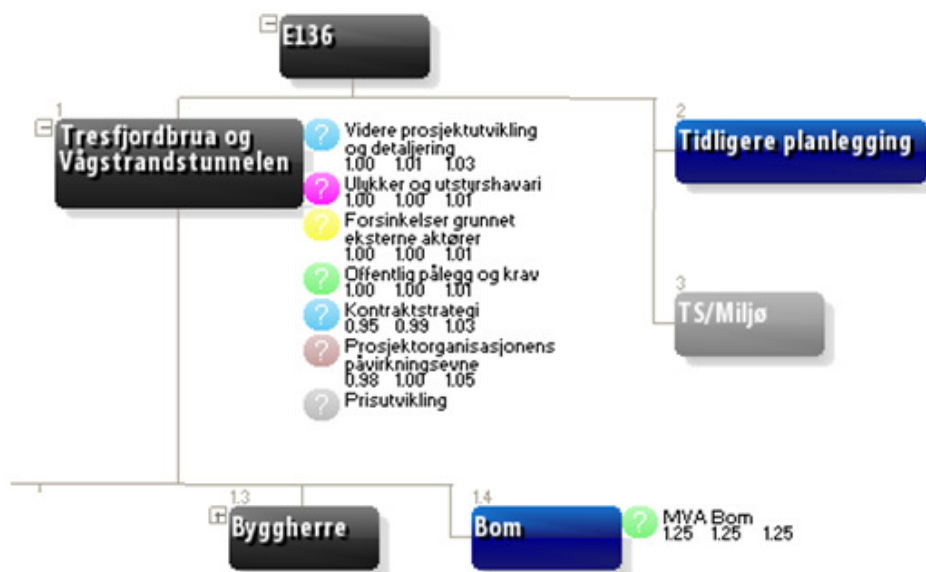 E136
1
Tresfjordbrua og
Vågstrandstunnelen
? Videre prosjektutvikling
og detaljering
1.00 1.01 1.03
? Ulykker og utstyrshavari
1.00 1.00 1.01
? Forsinkelser grunnet
eksterne aktører
1.00 1.00 1.01
? Offentlig pålegg og krav
1.00 1.00 1.01
? Kontraktstrategi
0.95 0.99 1.03
? Prosjektorganisasjonens
påvirkningsevne
0.98 1.00 1.05
? Prisutvikling
2
Tidligere planlegging
3
TS/Miljø
1.3
Byggherre
1.4
Bom
? MVA Bom
1.25 1.25 1.25